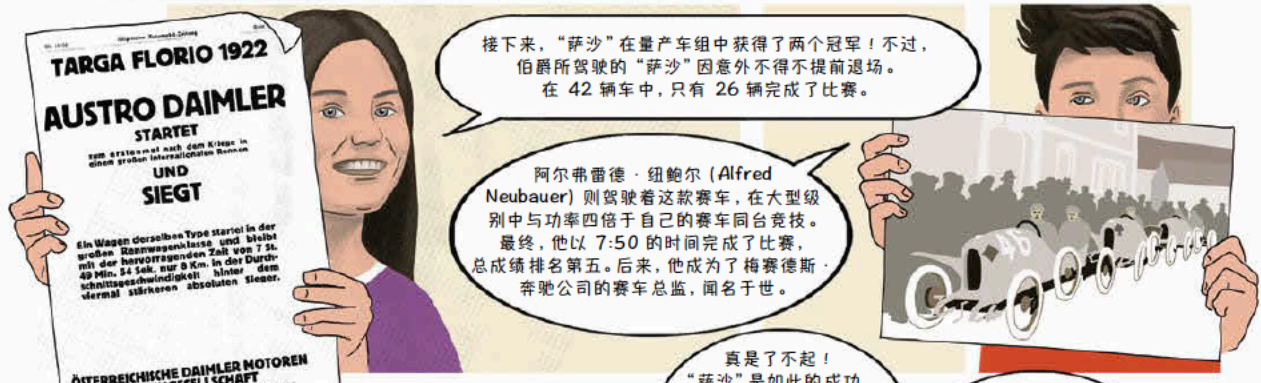 TARGA FLORIO 1922
AUSTRO DAIMLER
STARTET
zum erstenmal nach dem Kriege in
einem großen internationalen Rennen
UND
SIEGT
Ein Wagen derselben Type startet in der
großen Rennwagenklasse und bleibt
mit der hervorragenden Zeit von 7 St.
49 Min. 54 Sek. nur 8 Km. in der Durch-
schnittsgeschwindigkeit hinter dem
viermal stärkeren absoluten Sieger.
ÖSTERREICHISCHE DAIMLER MOTOREN
接下来，“萨沙”在量产车组中获得了两个冠军！不过，
伯爵所驾驶的“萨沙”因意外不得不提前退场。
在 42 辆车中，只有 26 辆完成了比赛。
阿尔弗雷德 · 纽鲍尔 (Alfred
Neubauer) 则驾驶着这款赛车，在大型级
别中与功率四倍于自己的赛车同台竞技。
最终，他以 7:50 的时间完成了比赛，
总成绩排名第五。后来，他成为了梅赛德斯 ·
奔驰公司的赛车总监，闻名于世。
46
真是了不起！
“萨沙”是如此的成功